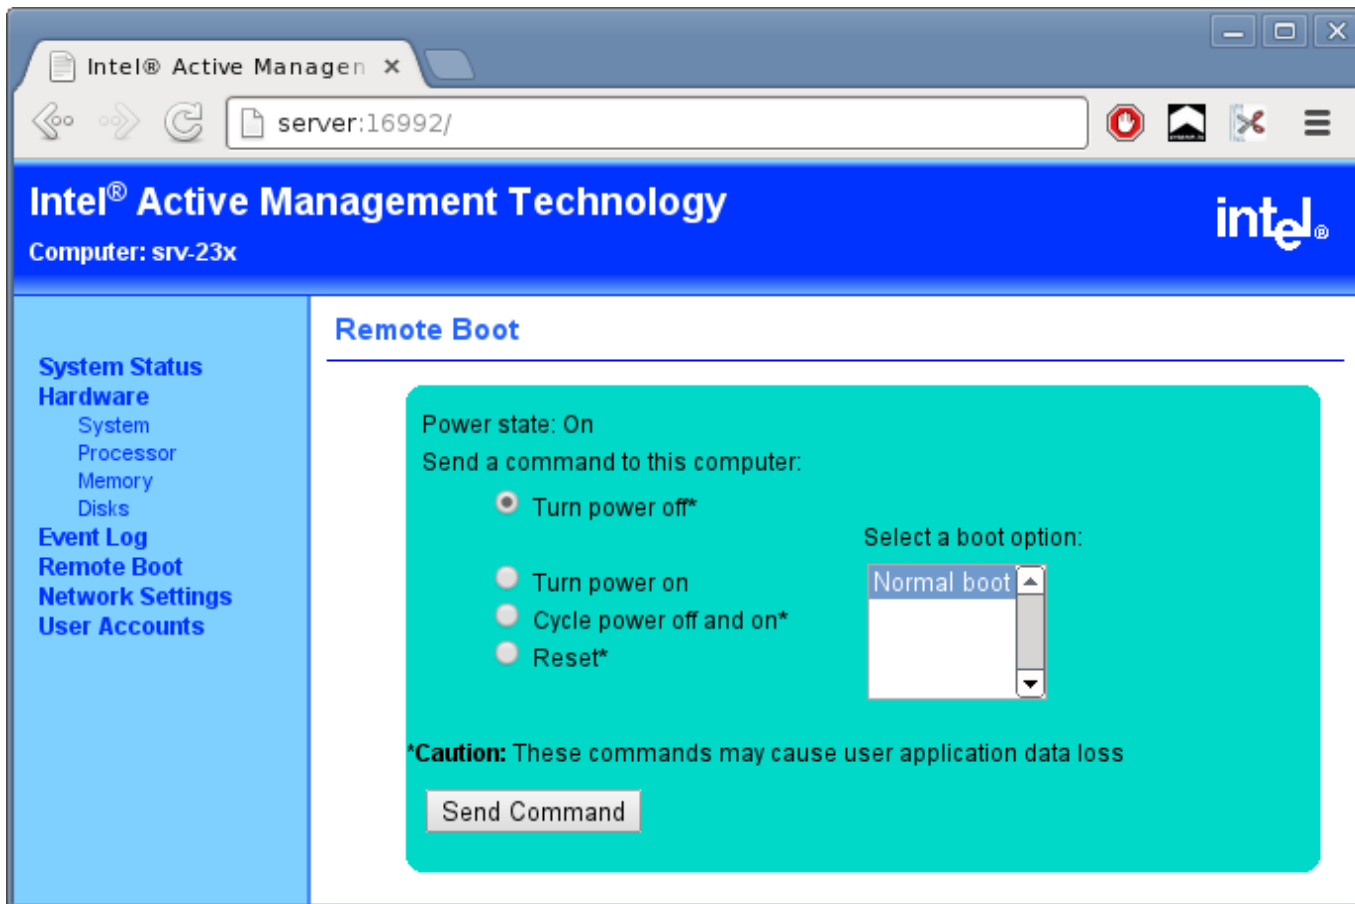 Intel® Active Managen
server:16992/
Intel® Active Management Technology
Computer: srv-23x
intel®
System Status
Hardware
System
Processor
Memory
Disks
Event Log
Remote Boot
Network Settings
User Accounts
Remote Boot
Power state: On
Send a command to this computer:
Turn power off*
Select a boot option:
Turn power on
Normal boot
Cycle power off and on*
Reset*
*Caution: These commands may cause user application data loss
Send Command